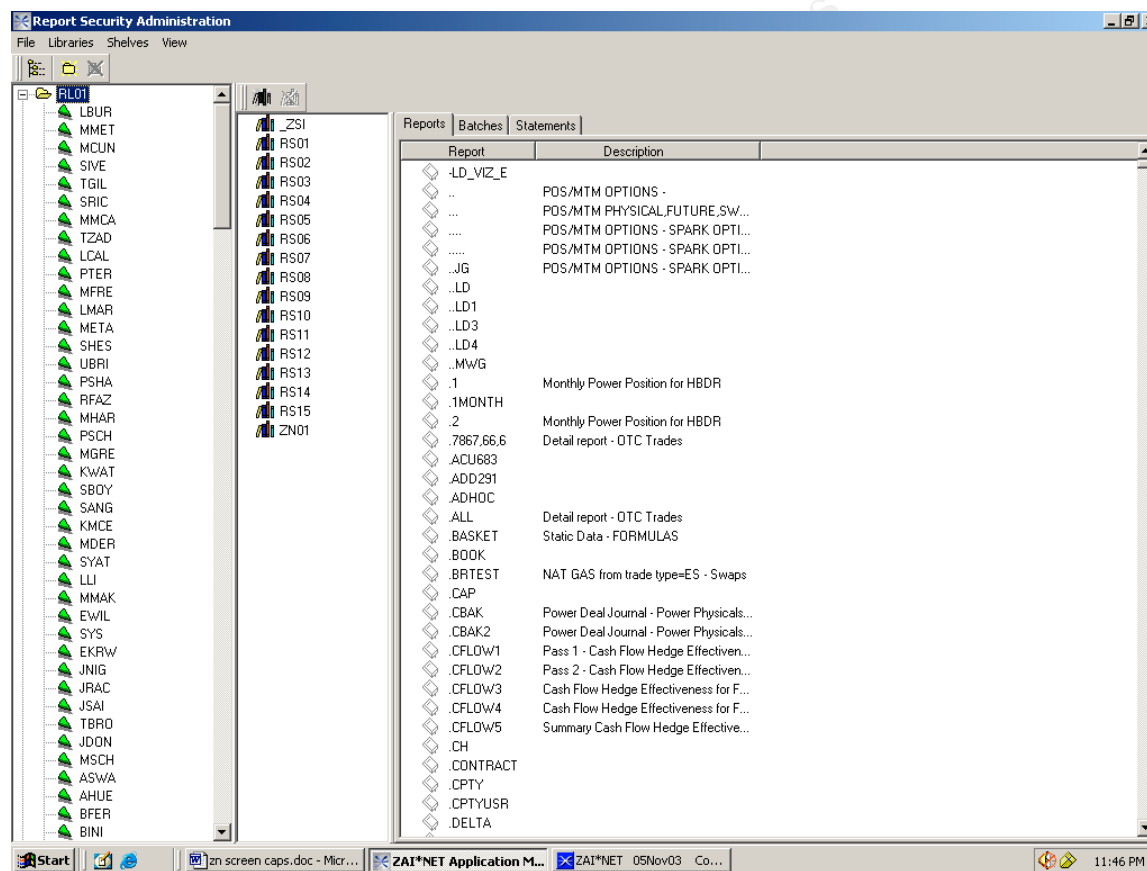 Report Security Administration
File Libraries Shelves View
RL01
LBUR
MMET
MCUN
SIVE
TGIL
SRIC
MMCA
TZAD
LCAL
PTER
MFRE
LMAR
META
SHES
UBRI
PSHA
RFAZ
MHAR
PSCH
MGRE
KWAT
SBOY
SANG
KMCE
MDER
SYAT
LLI
MMAK
EWIL
SYS
EKRW
JNIG
JRAC
JSAI
TBRO
JDON
MSCH
ASWA
AHUE
BFER
BINI
_ZSI
RS01
RS02
RS03
RS04
RS05
RS06
RS07
RS08
RS09
RS10
RS11
RS12
RS13
RS14
RS15
ZN01
Reports Batches Statements
Report Description
-LD_VIZ_E
.. POS/MTM OPTIONS -
... POS/MTM PHYSICAL,FUTURE,SW...
.... POS/MTM OPTIONS - SPARK OPTI...
..... POS/MTM OPTIONS - SPARK OPTI...
..JG POS/MTM OPTIONS - SPARK OPTI...
..LD
..LD1
..LD3
..LD4
..MWG
.1 Monthly Power Position for HBDR
.1MONTH
.2 Monthly Power Position for HBDR
.7867,66,6 Detail report - OTC Trades
.ACU683
.ADD291
.ADHOC
.ALL Detail report - OTC Trades
.BASKET Static Data - FORMULAS
.BOOK
.BRTEST NAT GAS from trade type=ES - Swaps
.CAP
.CBAK Power Deal Journal - Power Physicals...
.CBAK2 Power Deal Journal - Power Physicals...
.CFLOW1 Pass 1 - Cash Flow Hedge Effectiven...
.CFLOW2 Pass 2 - Cash Flow Hedge Effectiven...
.CFLOW3 Cash Flow Hedge Effectiveness for F...
.CFLOW4 Cash Flow Hedge Effectiveness for F...
.CFLOW5 Summary Cash Flow Hedge Effective...
.CH
.CONTRACT
.CPTY
.CPTYUSR
.DELTA
Start zn screen caps.doc - Micr... ZAI*NET Application M... ZAI*NET 05Nov03 Co... 11:46 PM